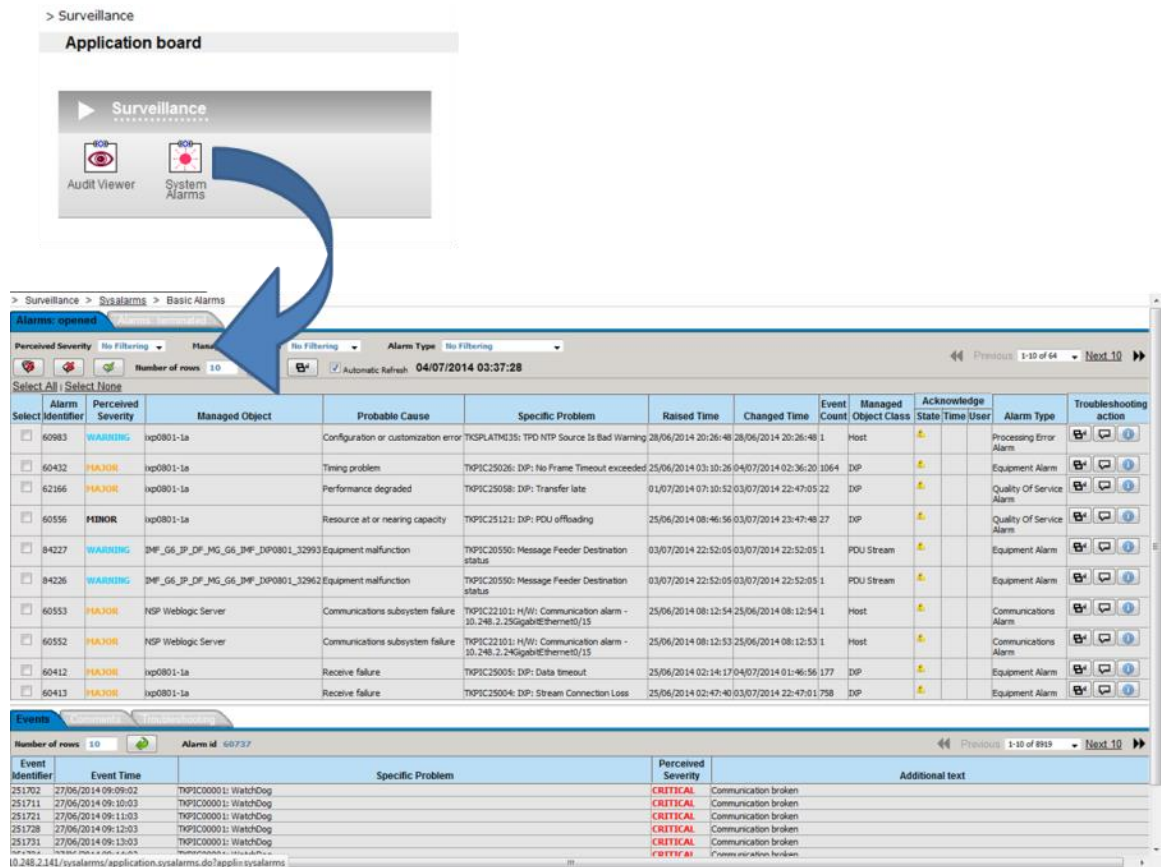 > Surveillance
Application board
Surveillance
Audit Viewer System
Alarms
> Surveillance > Sysalarms > Basic Alarms
Alarms: opened Alarms: terminated
Perceived Severity No Filtering No Filtering Alarm Type No Filtering
Number of rows 10 Automatic Refresh 04/07/2014 03:37:28 Previous 1-10 of 64 Next 10
Select All | Select None
Select Alarm Identifier Perceived Severity Managed Object Probable Cause Specific Problem Raised Time Changed Time Event Count Managed Object Class Acknowledge State Time User Alarm Type Troubleshooting action
60983 WARNING ixp0801-1a Configuration or customization error TKSPLATMI35: TPD NTP Source Is Bad Warning 28/06/2014 20:26:48 28/06/2014 20:26:48 1 Host Processing Error Alarm
60432 MAJOR ixp0801-1a Timing problem TKPIC25026: IXP: No Frame Timeout exceeded 25/06/2014 03:10:26 04/07/2014 02:36:20 1064 IXP Equipment Alarm
62166 MAJOR ixp0801-1a Performance degraded TKPIC25058: IXP: Transfer late 01/07/2014 07:10:52 03/07/2014 22:47:05 22 IXP Quality Of Service Alarm
60556 MINOR ixp0801-1a Resource at or nearing capacity TKPIC25121: IXP: PDU offloading 25/06/2014 08:46:56 03/07/2014 23:47:48 27 IXP Quality Of Service Alarm
84227 WARNING IMF_G6_IP_DF_MG_G6_IMF_IXP0801_32993 Equipment malfunction TKPIC20550: Message Feeder Destination status 03/07/2014 22:52:05 03/07/2014 22:52:05 1 PDU Stream Equipment Alarm
84226 WARNING IMF_G6_IP_DF_MG_G6_IMF_IXP0801_32962 Equipment malfunction TKPIC20550: Message Feeder Destination status 03/07/2014 22:52:05 03/07/2014 22:52:05 1 PDU Stream Equipment Alarm
60553 MAJOR NSP Weblogic Server Communications subsystem failure TKPIC22101: H/W: Communication alarm - 10.248.2.25GigabitEthernet0/15 25/06/2014 08:12:54 25/06/2014 08:12:54 1 Host Communications Alarm
60552 MAJOR NSP Weblogic Server Communications subsystem failure TKPIC22101: H/W: Communication alarm - 10.248.2.24GigabitEthernet0/15 25/06/2014 08:12:53 25/06/2014 08:12:53 1 Host Communications Alarm
60412 MAJOR ixp0801-1a Receive failure TKPIC25005: IXP: Data timeout 25/06/2014 02:14:17 04/07/2014 01:46:56 177 IXP Equipment Alarm
60413 MAJOR ixp0801-1a Receive failure TKPIC25004: IXP: Stream Connection Loss 25/06/2014 02:47:40 03/07/2014 22:47:01 758 IXP Equipment Alarm
Events Comments Troubleshooting
Number of rows 10 Alarm id 60737 Previous 1-10 of 8919 Next 10
Event Identifier Event Time Specific Problem Perceived Severity Additional text
251702 27/06/2014 09:09:02 TKPIC00001: WatchDog CRITICAL Communication broken
251711 27/06/2014 09:10:03 TKPIC00001: WatchDog CRITICAL Communication broken
251721 27/06/2014 09:11:03 TKPIC00001: WatchDog CRITICAL Communication broken
251728 27/06/2014 09:12:03 TKPIC00001: WatchDog CRITICAL Communication broken
251731 27/06/2014 09:13:03 TKPIC00001: WatchDog CRITICAL Communication broken
TKPIC00001: WatchDog CRITICAL Communication broken
10.248.2.141/sysalarms/application.sysalarms.do?appli=sysalarms